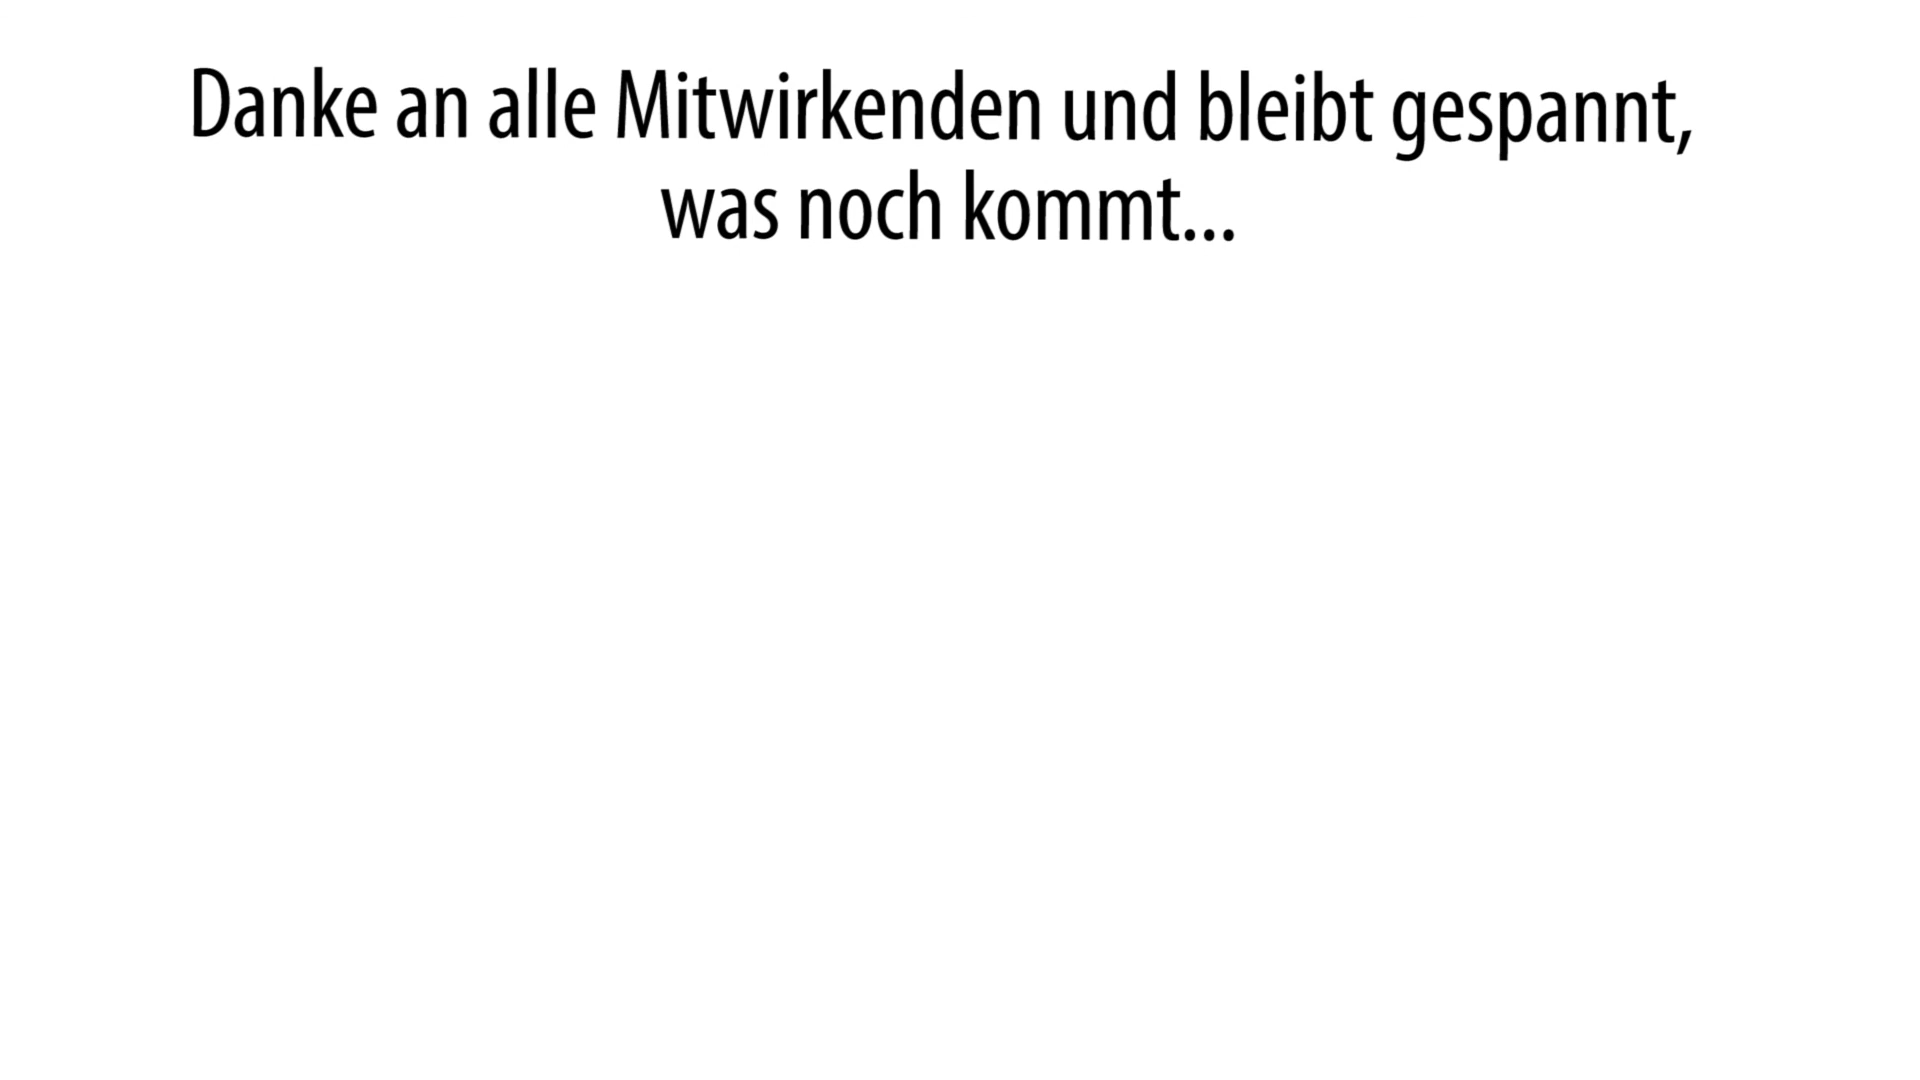 Danke an alle Mitwirkenden und bleibt gespannt,
was noch kommt...